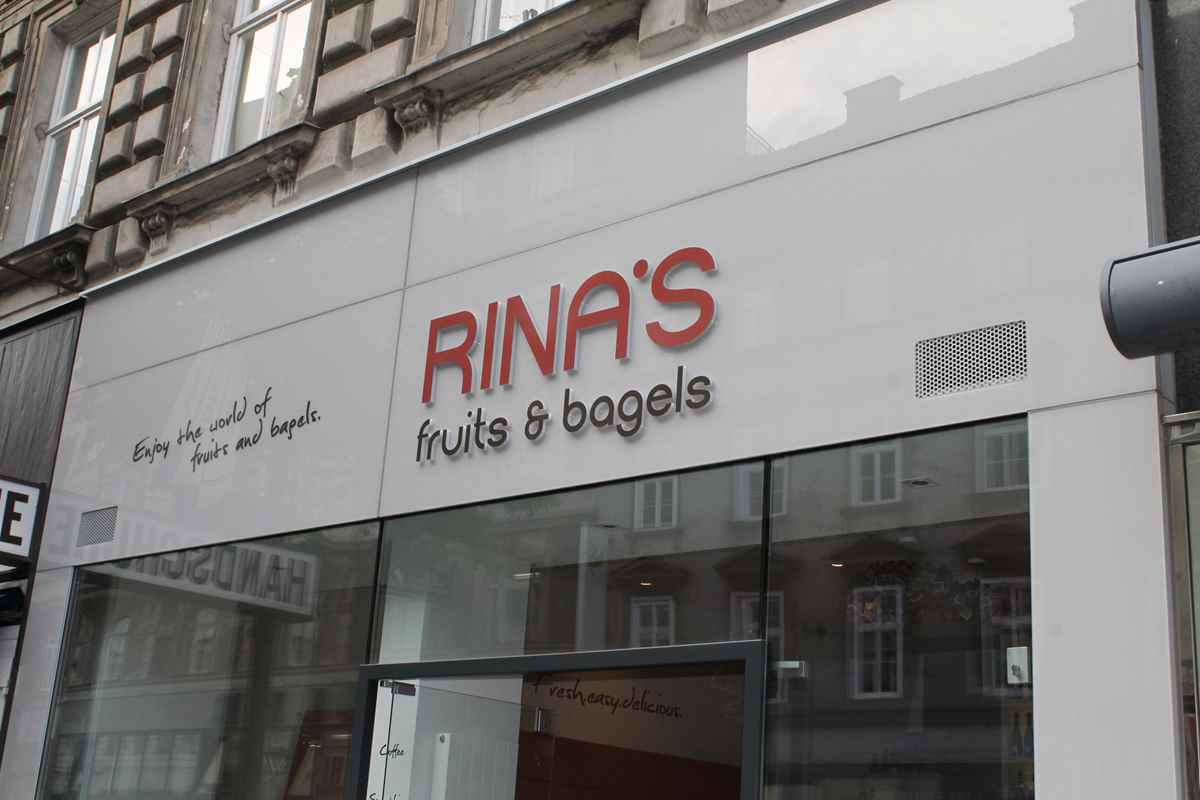 RINA'S
fruits & bagels
Enjoy the world of
fruits and bagels.
Fresh.easy.delicious.
Coffee